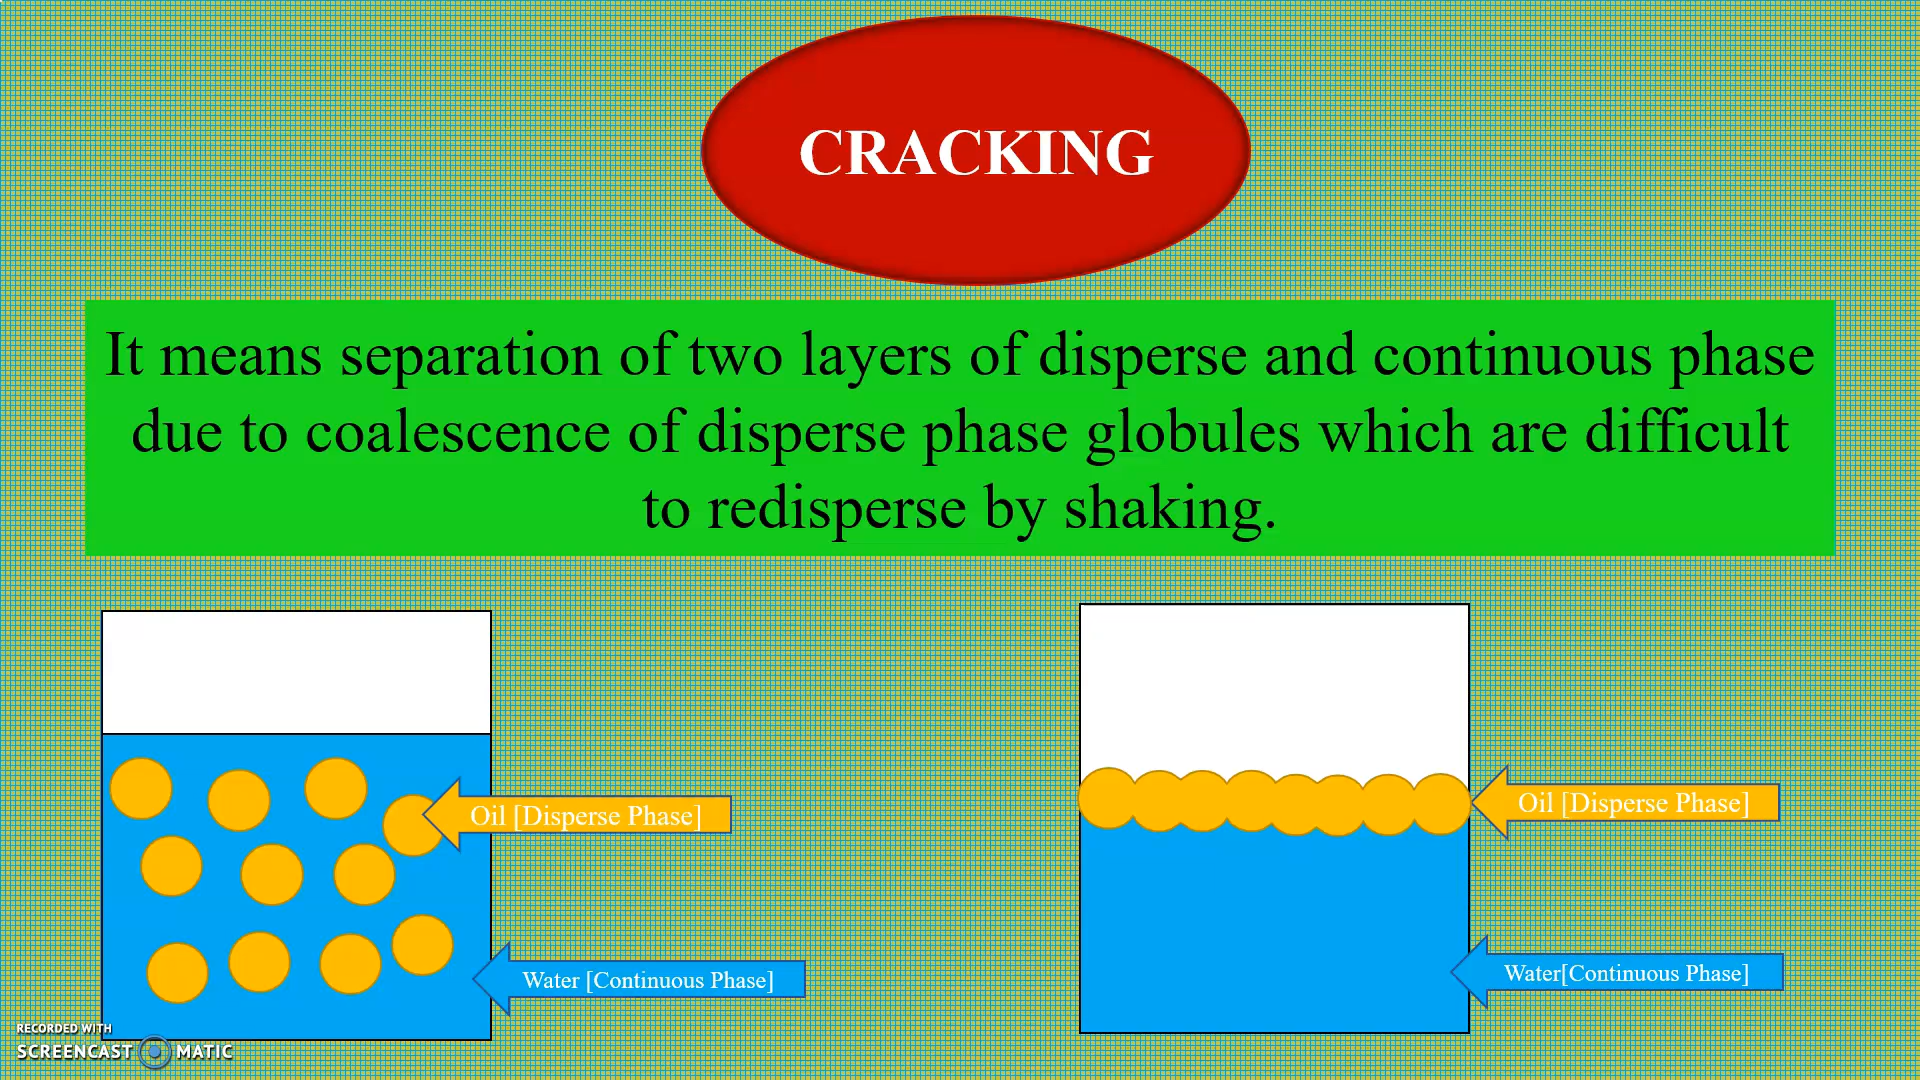 CRACKING
It means separation of two layers of disperse and continuous phase
due to coalescence of disperse phase globules which are difficult
to redisperse by shaking.
Oil [Disperse Phase]
Water [Continuous Phase]
Oil [Disperse Phase]
Water[Continuous Phase]
RECORDED WITH
SCREENCAST MATIC